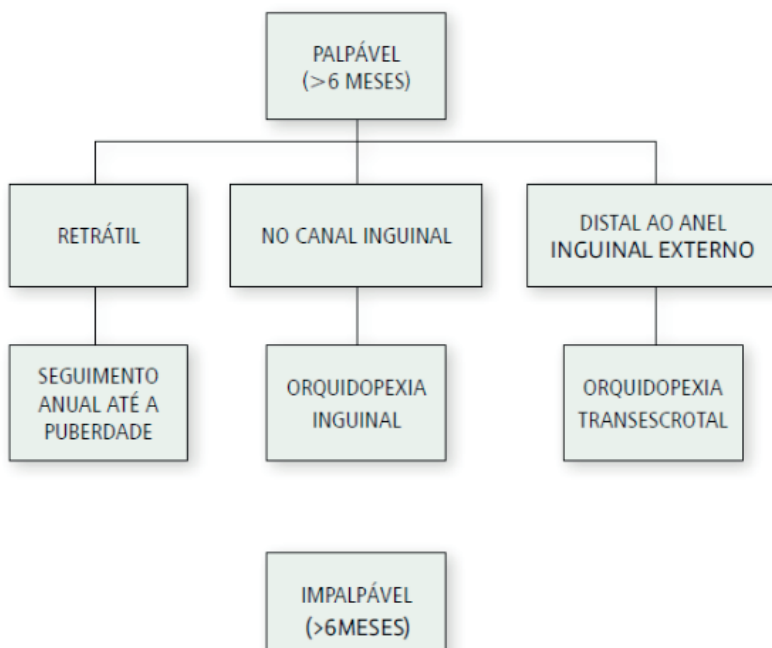 PALPÁVEL
(>6 MESES)
RETRÁTIL
NO CANAL INGUINAL
DISTAL AO ANEL
INGUINAL EXTERNO
SEGUIMENTO
ANUAL ATÉ A
PUBERDADE
ORQUIDOPEXIA
INGUINAL
ORQUIDOPEXIA
TRANSESCROTAL
IMPALPÁVEL
(>6MESES)